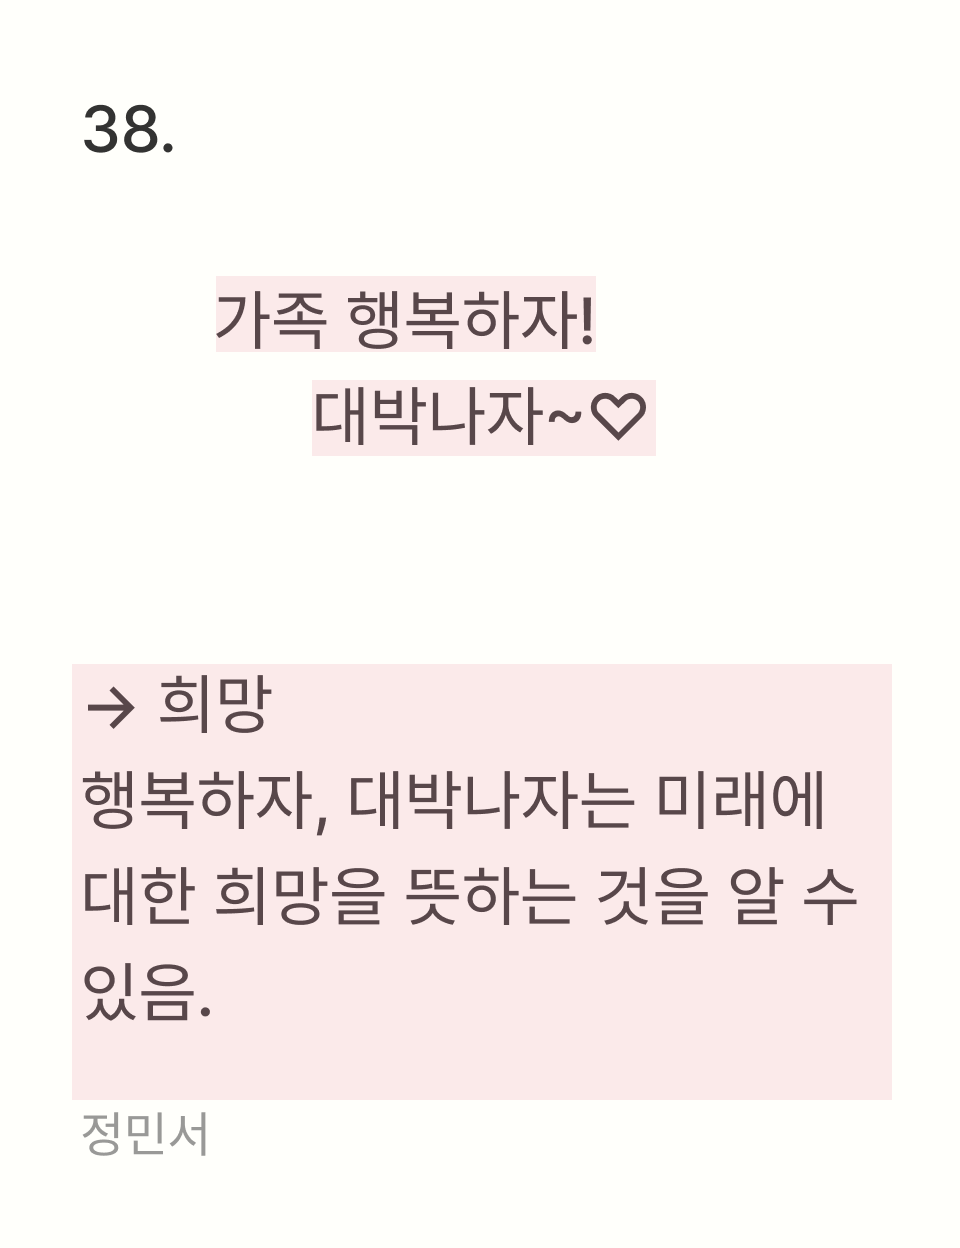 38.
가족 행복하자!
대박나자~♡
→ 희망
행복하자, 대박나자는 미래에
대한 희망을 뜻하는 것을 알 수
있음.
정민서